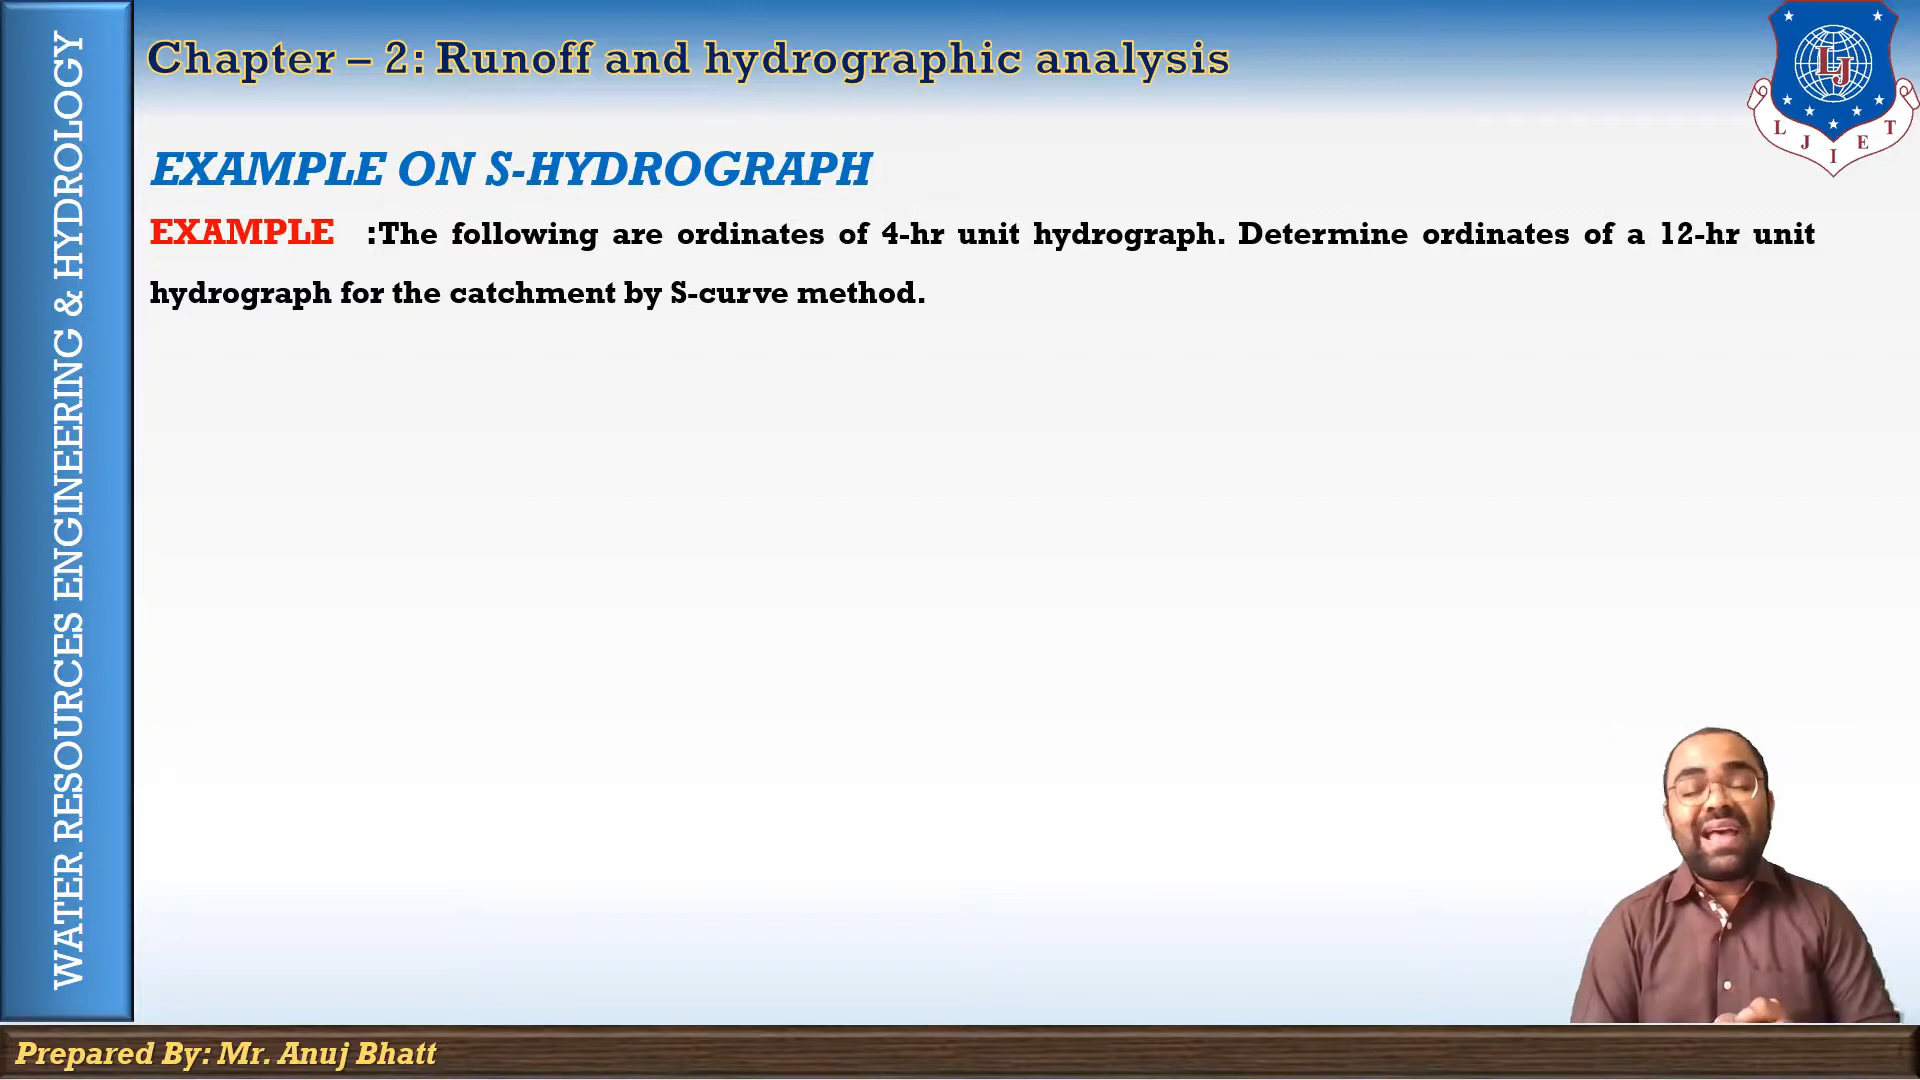 Chapter – 2: Runoff and hydrographic analysis
LJ
L J I E T
WATER RESOURCES ENGINEERING & HYDROLOGY
EXAMPLE ON S-HYDROGRAPH
EXAMPLE :The following are ordinates of 4-hr unit hydrograph. Determine ordinates of a 12-hr unit
hydrograph for the catchment by S-curve method.
Prepared By: Mr. Anuj Bhatt